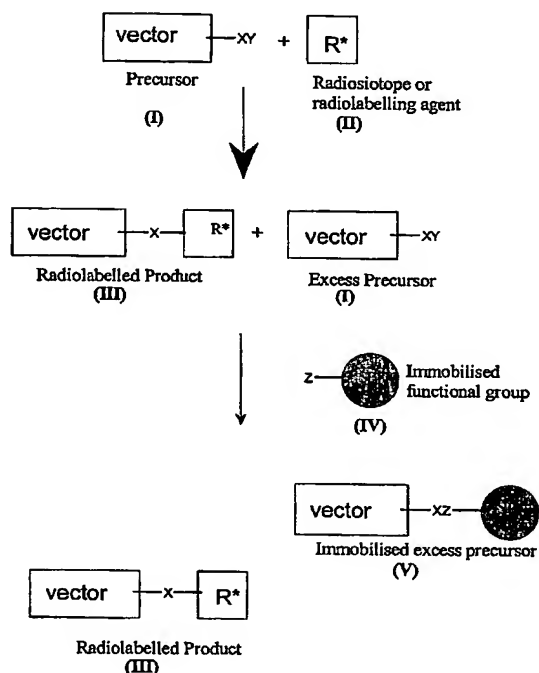 vector
XY
+
R*
Precursor
Radiosiotope or
radiolabelling agent
(I)
(II)
vector
X
R*
+
vector
XY
Radiolabelled Product
(III)
Excess Precursor
(I)
Z
Immobilised
functional group
(IV)
vector
XZ
Immobilised excess precursor
(V)
vector
X
R*
Radiolabelled Product
(III)